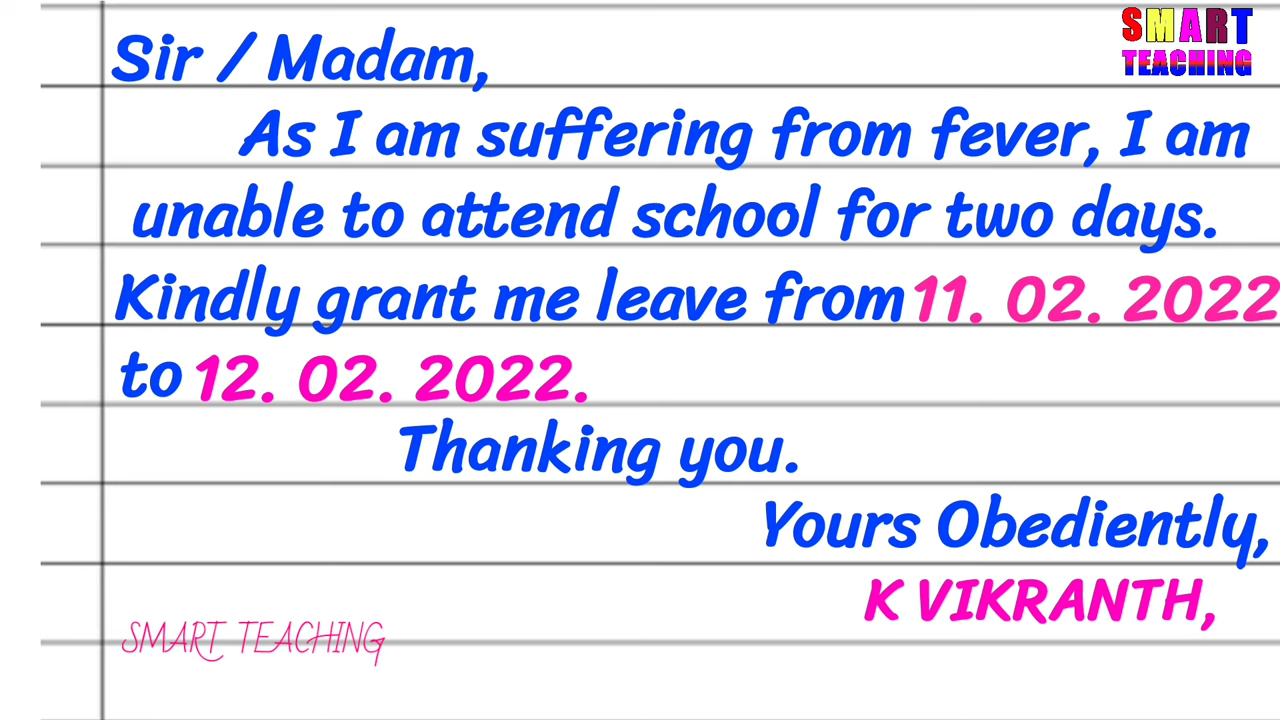 SMART
TEACHING
Sir / Madam,
As I am suffering from fever, I am
unable to attend school for two days.
Kindly grant me leave from 11. 02. 2022
to 12. 02. 2022.
Thanking you.
Yours Obediently,
K VIKRANTH,
SMART TEACHING